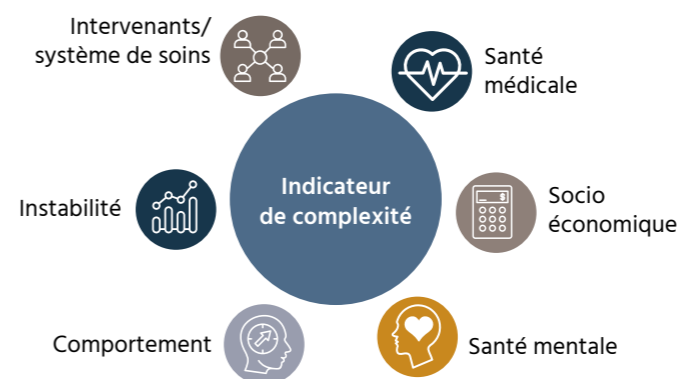 Intervenants/
système de soins
Santé
médicale
Indicateur
de complexité
Instabilité
Socio
économique
Comportement
Santé mentale